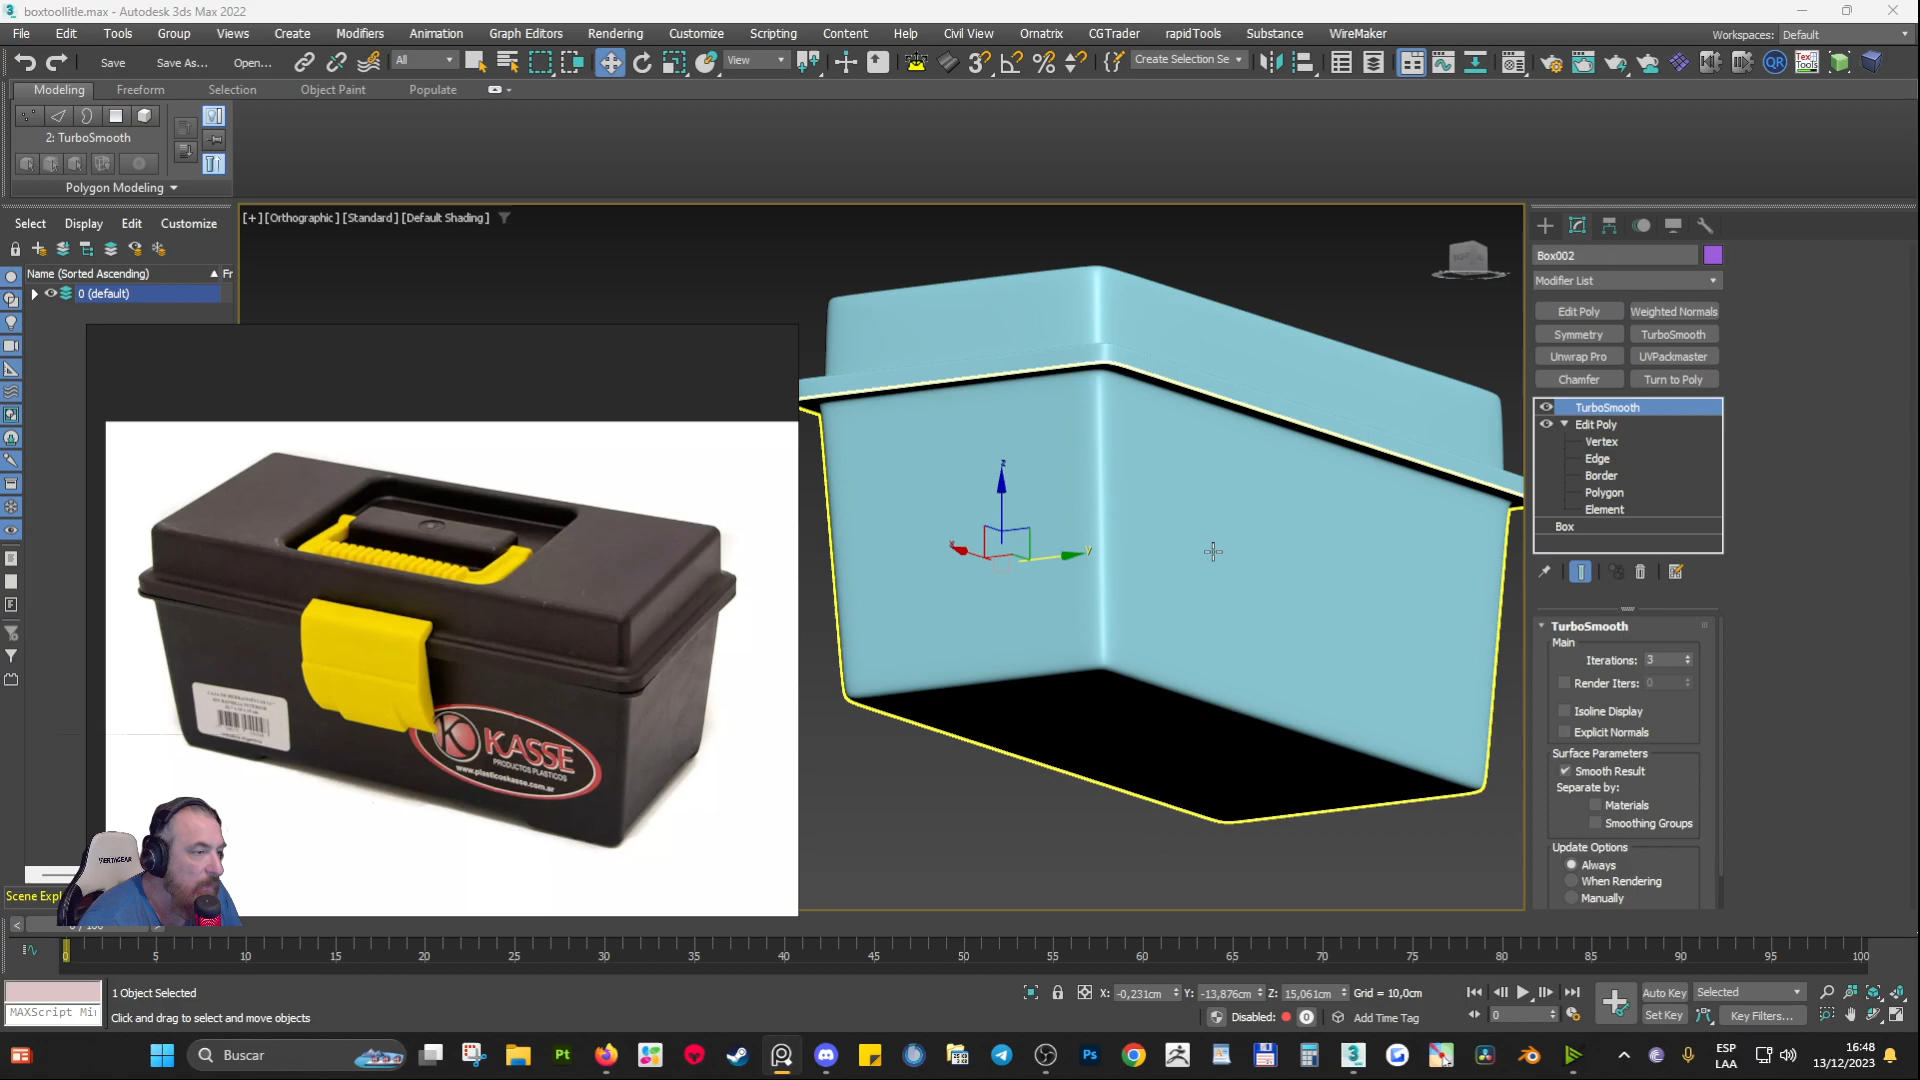 boxtoollitle.max - Autodesk 3ds Max 2022
File Edit Tools Group Views Create Modifiers Animation Graph Editors Rendering Customize Scripting Content Help Civil View Ornatrix CGTrader rapidTools Substance WireMaker
Workspaces: Default
Save Save As... Open... All View Create Selection Se
Modeling Freeform Selection Object Paint Populate
2: TurboSmooth
Polygon Modeling
Select Display Edit Customize
Name (Sorted Ascending) Fr
0 (default)
[+] [Orthographic] [Standard] [Default Shading]
Box002
Modifier List
Edit Poly Weighted Normals
Symmetry TurboSmooth
Unwrap Pro UVPackmaster
Chamfer Turn to Poly
TurboSmooth
Edit Poly
Vertex
Edge
Border
Polygon
Element
Box
TurboSmooth
Main
Iterations: 3
Render Iters: 0
Isoline Display
Explicit Normals
Surface Parameters
Smooth Result
Separate by:
Materials
Smoothing Groups
Update Options
Always
When Rendering
Manually
x y z
KASSE
PRODUCTOS PLASTICOS
www.plasticoskasse.com.ar
VERTAGEAR
Scene Expl
0 5 10 15 20 25 30 35 40 45 50 55 60 65 70 75 80 85 90 95 100
1 Object Selected
MAXScript Mi
Click and drag to select and move objects
X: -0,231cm Y: -13,876cm Z: 15,061cm Grid = 10,0cm
Disabled: 0 Add Time Tag
0
Auto Key Selected
Set Key Key Filters...
Buscar
ESP
LAA
16:48
13/12/2023